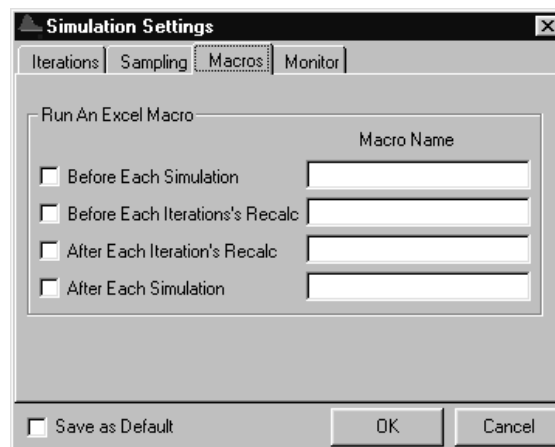 Simulation Settings
Iterations Sampling Macros Monitor
Run An Excel Macro
Macro Name
Before Each Simulation
Before Each Iterations's Recalc
After Each Iteration's Recalc
After Each Simulation
Save as Default OK Cancel